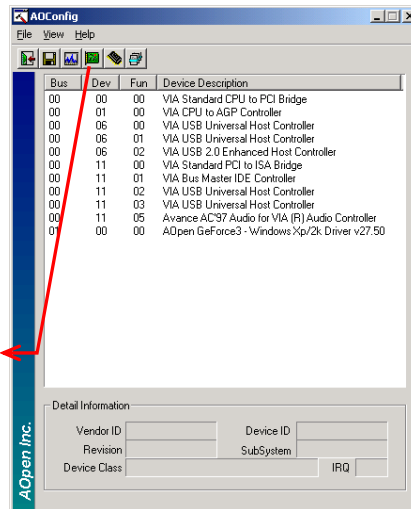 AOConfig
File View Help
Bus Dev Fun Device Description
00 00 00 VIA Standard CPU to PCI Bridge
00 01 00 VIA CPU to AGP Controller
00 06 00 VIA USB Universal Host Controller
00 06 01 VIA USB Universal Host Controller
00 06 02 VIA USB 2.0 Enhanced Host Controller
00 11 00 VIA Standard PCI to ISA Bridge
00 11 01 VIA Bus Master IDE Controller
00 11 02 VIA USB Universal Host Controller
00 11 03 VIA USB Universal Host Controller
00 11 05 Avance AC'97 Audio for VIA (R) Audio Controller
01 00 00 AOpen GeForce3 - Windows Xp/2k Driver v27.50
Detail Information
Vendor ID Device ID
Revision SubSystem
Device Class IRQ
AOpen Inc.